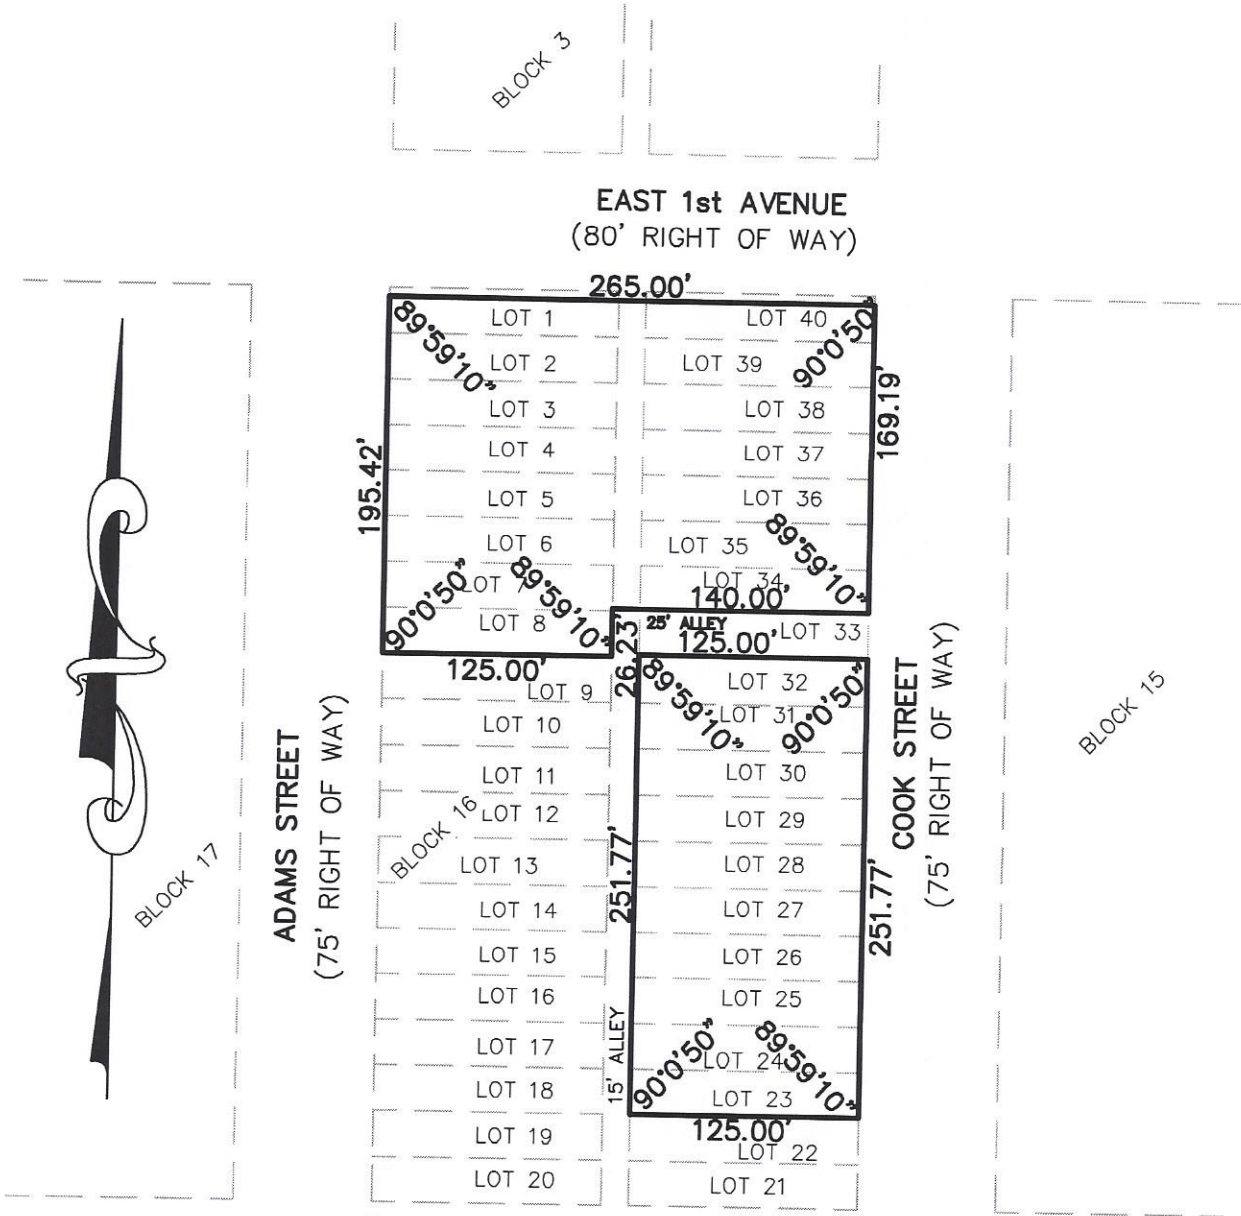 BLOCK 3
EAST 1st AVENUE
(80' RIGHT OF WAY)
265.00'
89°59'10"
LOT 1
LOT 40
90°0'50"
LOT 2
LOT 39
LOT 3
LOT 38
169.19'
195.42'
LOT 4
LOT 37
LOT 5
LOT 36
LOT 6
LOT 35
89°59'10"
90°0'50"
LOT 7
89°59'10"
LOT 34
140.00'
LOT 8
26.23'
25' ALLEY
LOT 33
125.00'
125.00'
LOT 9
LOT 32
89°59'10"
90°0'50"
LOT 10
LOT 31
LOT 11
LOT 30
LOT 12
LOT 29
LOT 13
LOT 28
LOT 14
LOT 27
LOT 15
LOT 26
LOT 16
LOT 25
LOT 17
LOT 24
90°0'50"
89°59'10"
LOT 18
LOT 23
LOT 19
125.00'
LOT 22
LOT 20
LOT 21
BLOCK 16
251.77'
251.77'
15' ALLEY
ADAMS STREET
(75' RIGHT OF WAY)
COOK STREET
(75' RIGHT OF WAY)
BLOCK 17
BLOCK 15